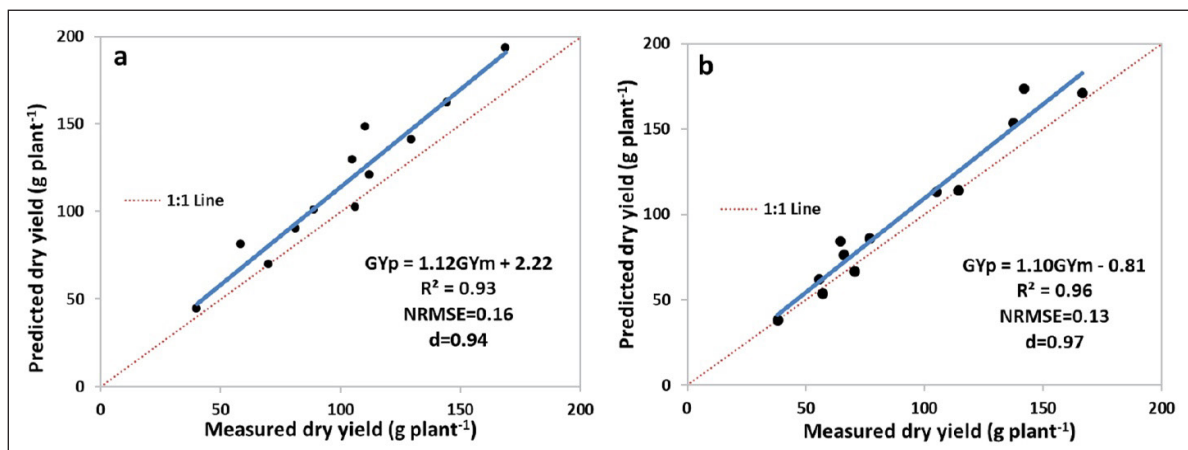 a
Predicted dry yield (g plant⁻¹)
200
150
100
50
0
1:1 Line
GYp = 1.12GYm + 2.22
R² = 0.93
NRMSE=0.16
d=0.94
0 50 100 150 200
Measured dry yield (g plant⁻¹)
b
Predicted dry yield (g plant⁻¹)
200
150
100
50
0
1:1 Line
GYp = 1.10GYm - 0.81
R² = 0.96
NRMSE=0.13
d=0.97
0 50 100 150 200
Measured dry yield (g plant⁻¹)